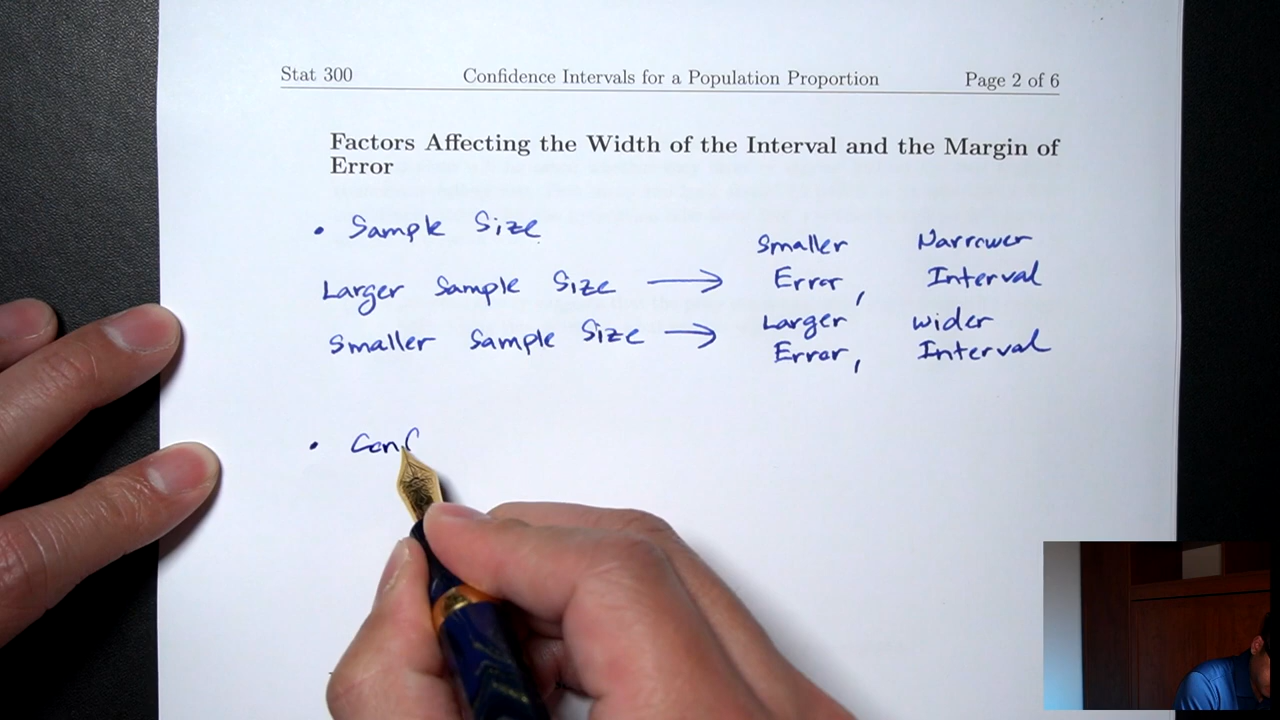 Stat 300 Confidence Intervals for a Population Proportion Page 2 of 6
Factors Affecting the Width of the Interval and the Margin of
Error
• Sample Size
Larger Sample Size → Smaller Error, Narrower Interval
Smaller Sample Size → Larger Error, Wider Interval
• Conf